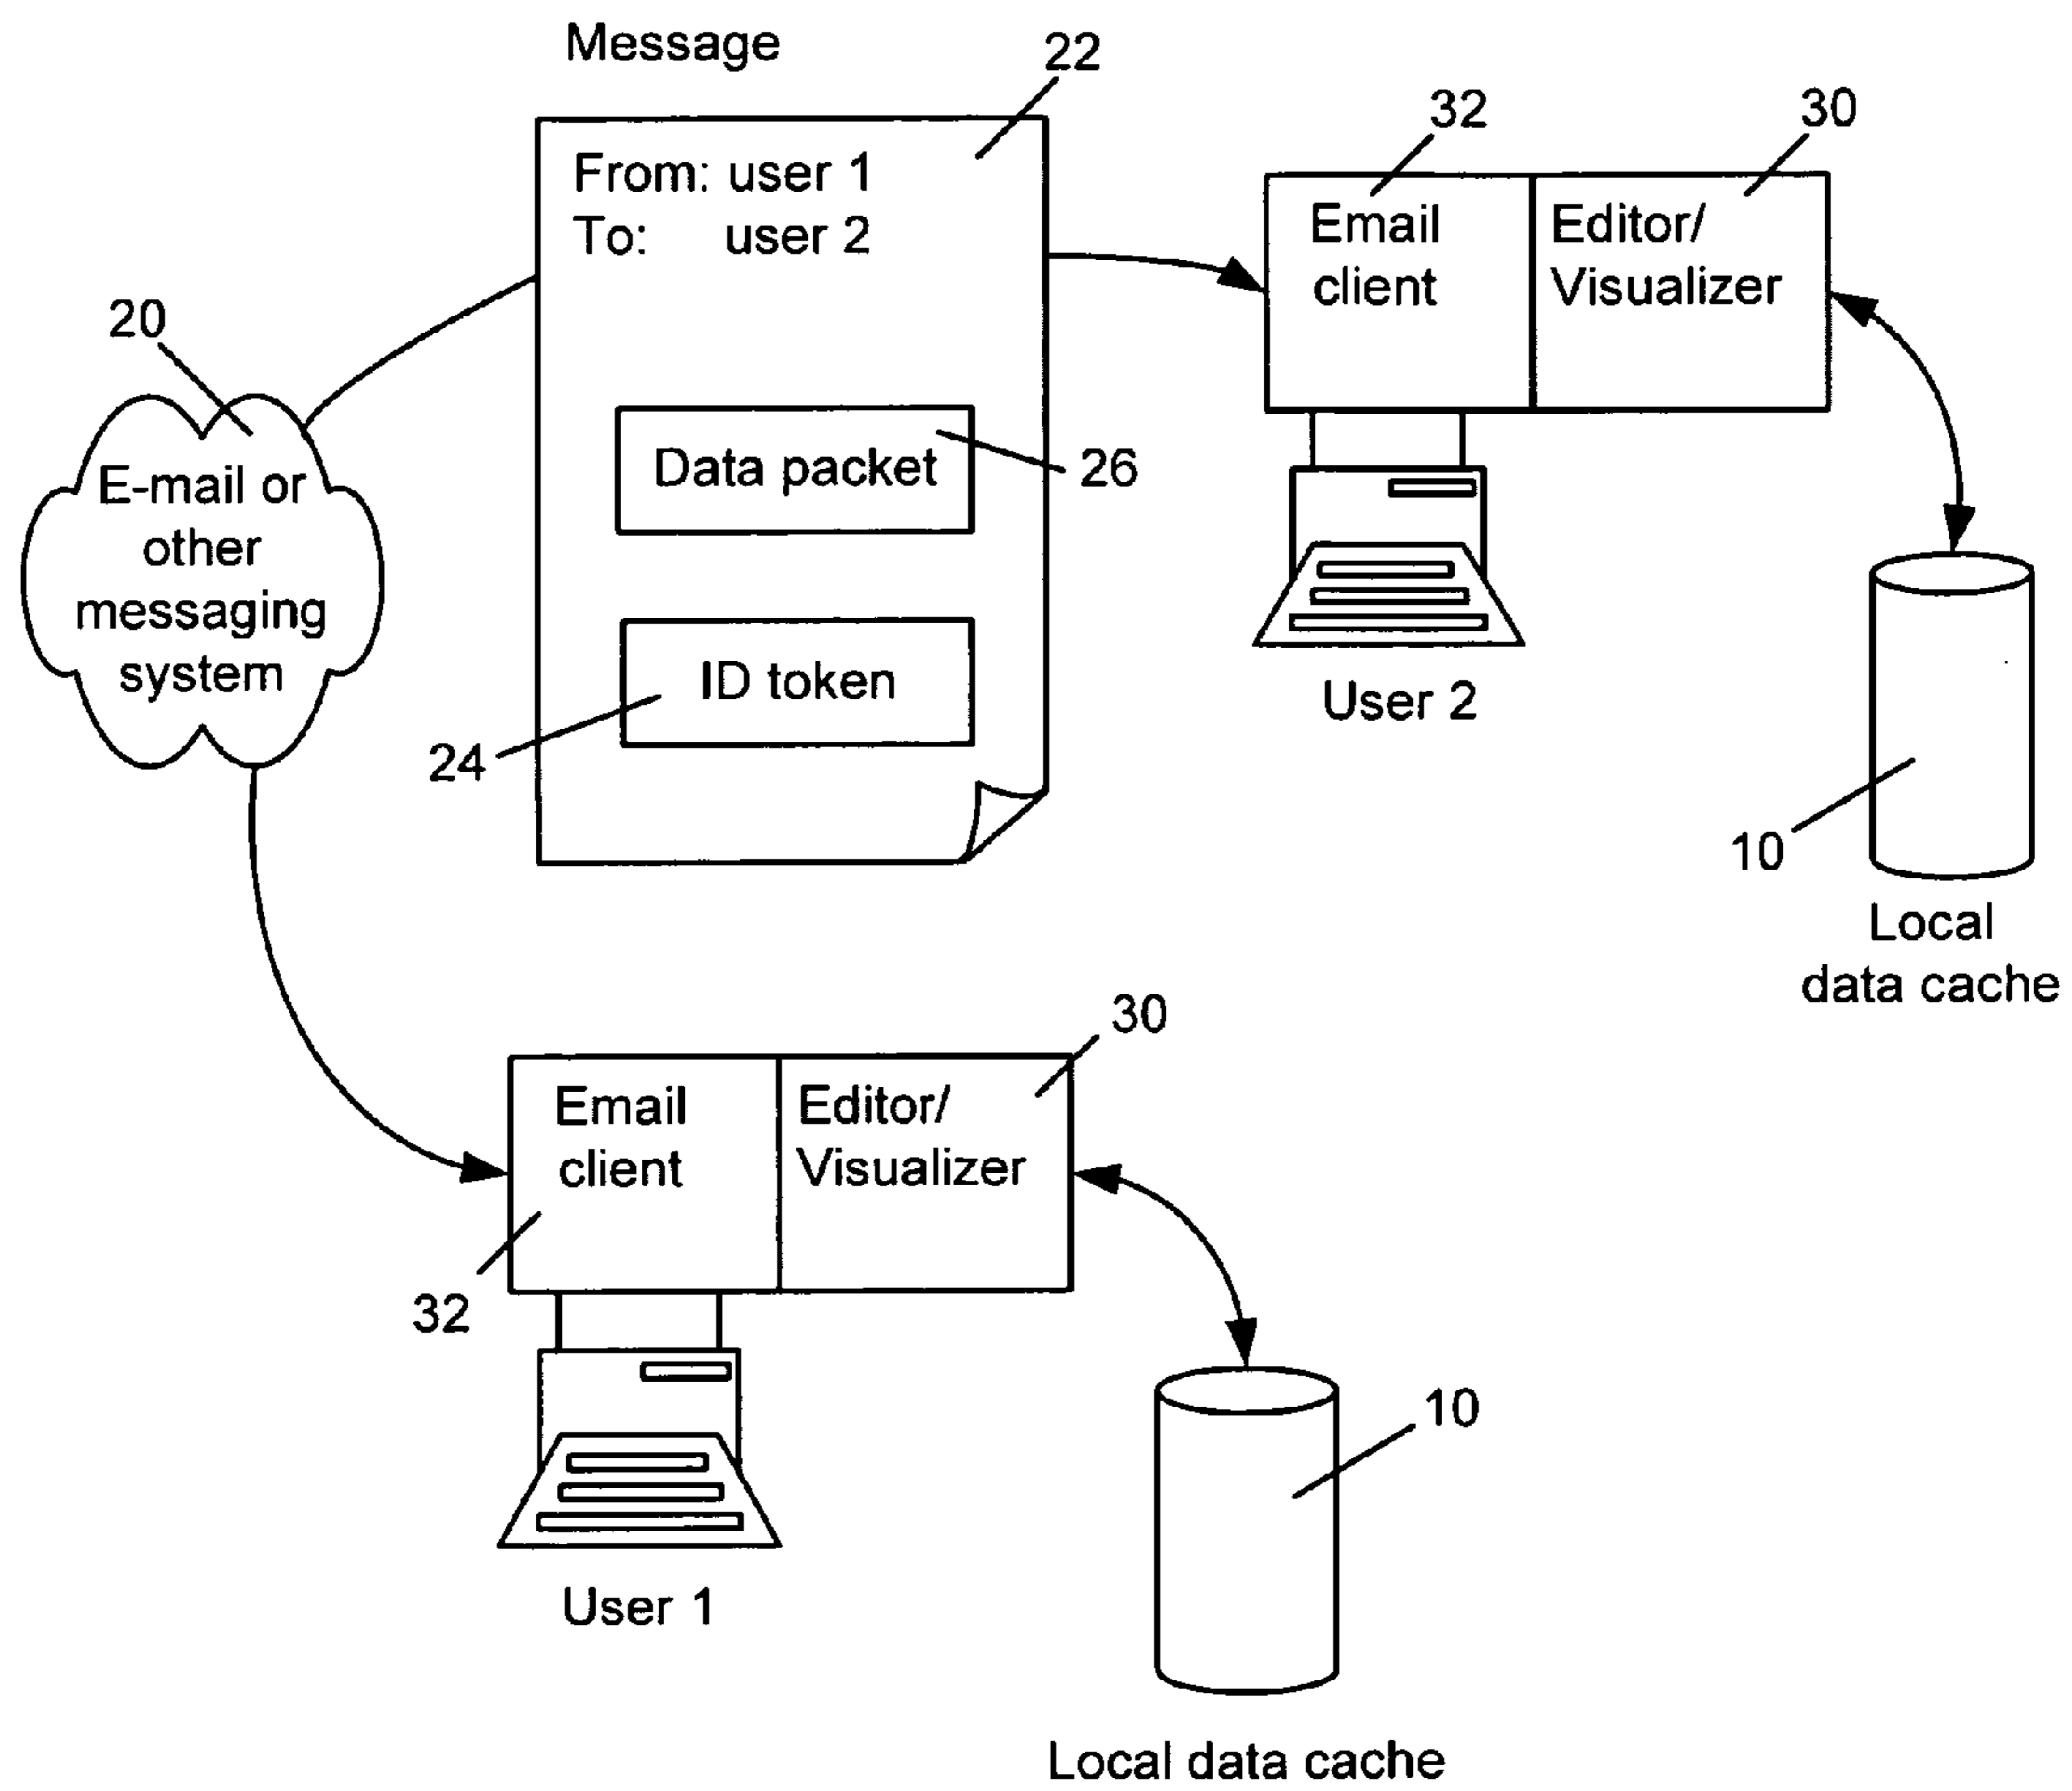 Message
22
From: user 1
To: user 2
32
30
Email
client
Editor/
Visualizer
20
E-mail or
other
messaging
system
Data packet
26
ID token
24
User 2
10
Local
data cache
30
Email
client
Editor/
Visualizer
32
User 1
10
Local data cache